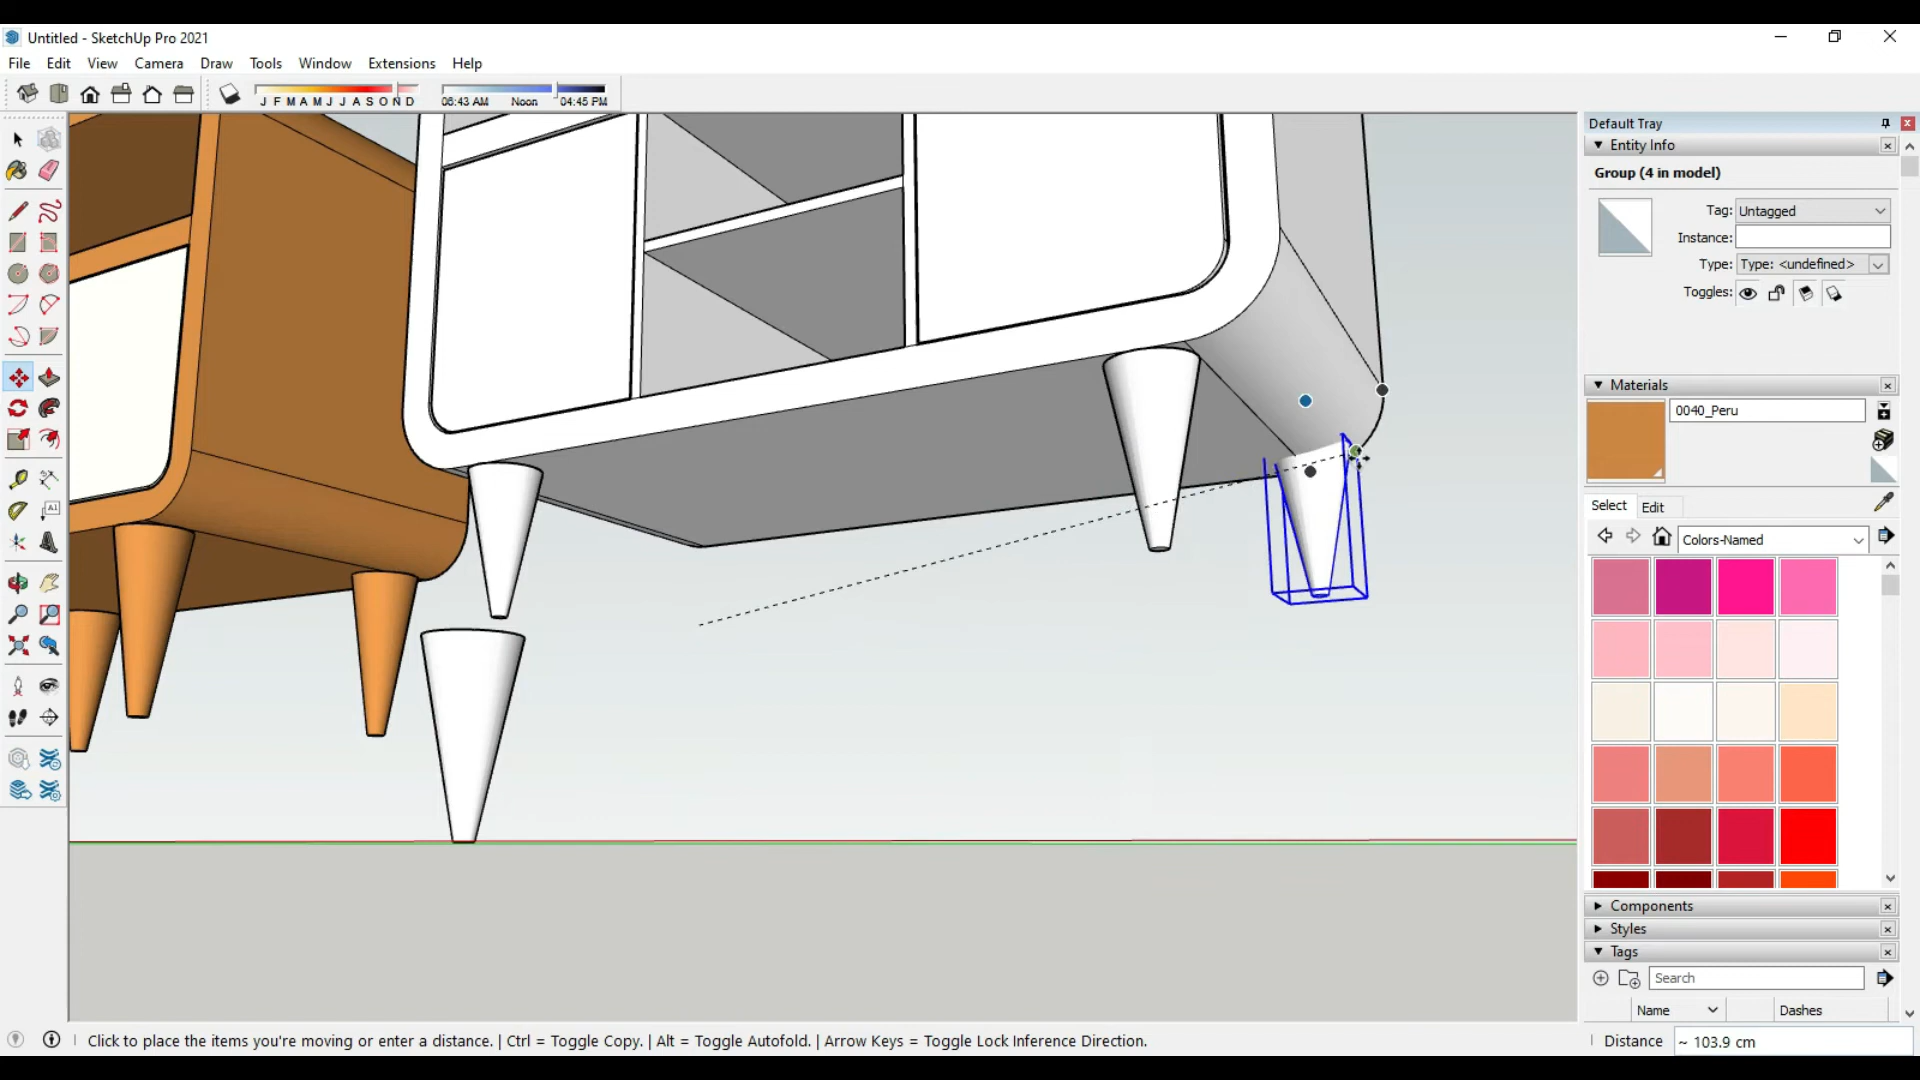 Untitled - SketchUp Pro 2021
File Edit View Camera Draw Tools Window Extensions Help
J F M A M J J A S O N D 06:43 AM Noon 04:45 PM
Default Tray
Entity Info
Group (4 in model)
Tag: Untagged
Instance:
Type: Type: <undefined>
Toggles:
Materials
0040_Peru
Select Edit
Colors-Named
A1
Components
Styles
Tags
Search
Name Dashes
Click to place the items you're moving or enter a distance. | Ctrl = Toggle Copy. | Alt = Toggle Autofold. | Arrow Keys = Toggle Lock Inference Direction.
Distance ~ 103.9 cm